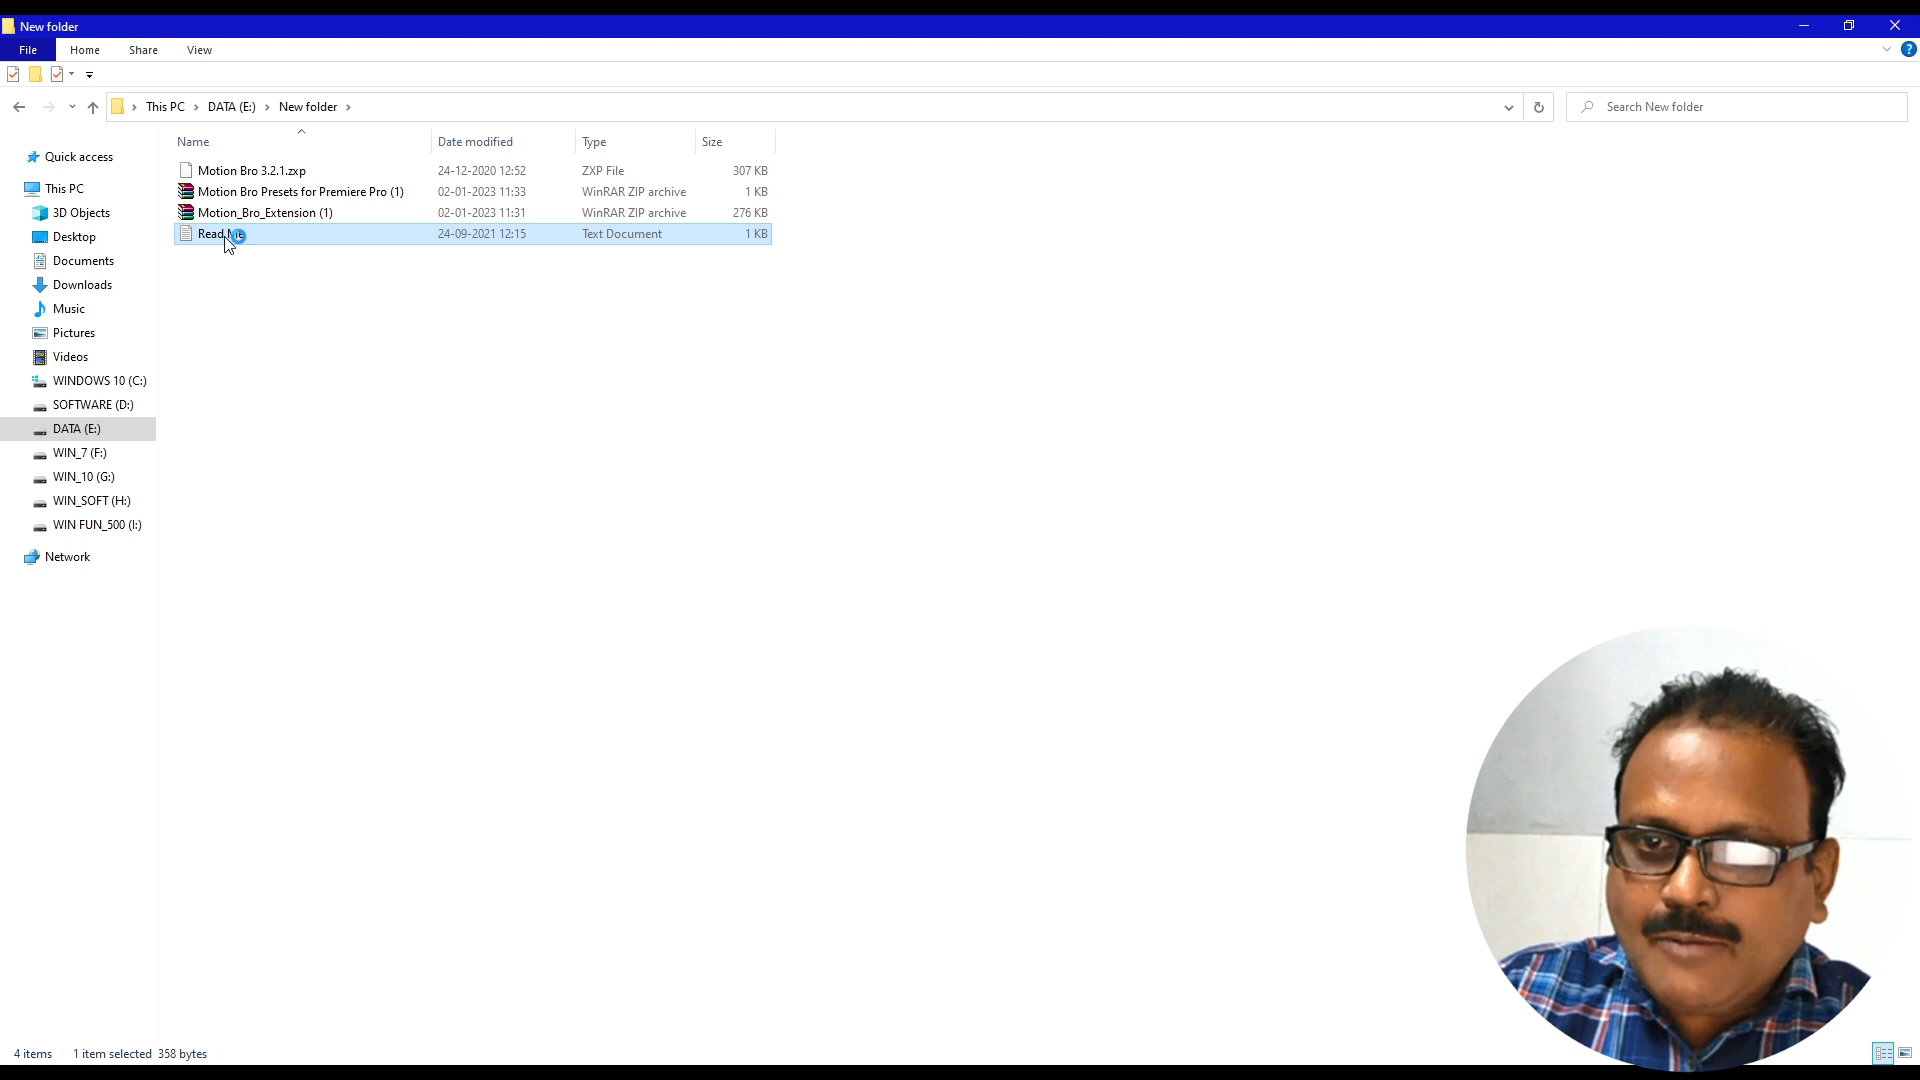 New folder
File Home Share View
This PC DATA (E:) New folder
Search New folder
Name Date modified Type Size
Motion Bro 3.2.1.zxp 24-12-2020 12:52 ZXP File 307 KB
Motion Bro Presets for Premiere Pro (1) 02-01-2023 11:33 WinRAR ZIP archive 1 KB
Motion_Bro_Extension (1) 02-01-2023 11:31 WinRAR ZIP archive 276 KB
Read Me 24-09-2021 12:15 Text Document 1 KB
Quick access
This PC
3D Objects
Desktop
Documents
Downloads
Music
Pictures
Videos
WINDOWS 10 (C:)
SOFTWARE (D:)
DATA (E:)
WIN_7 (F:)
WIN_10 (G:)
WIN_SOFT (H:)
WIN FUN_500 (I:)
Network
4 items 1 item selected 358 bytes